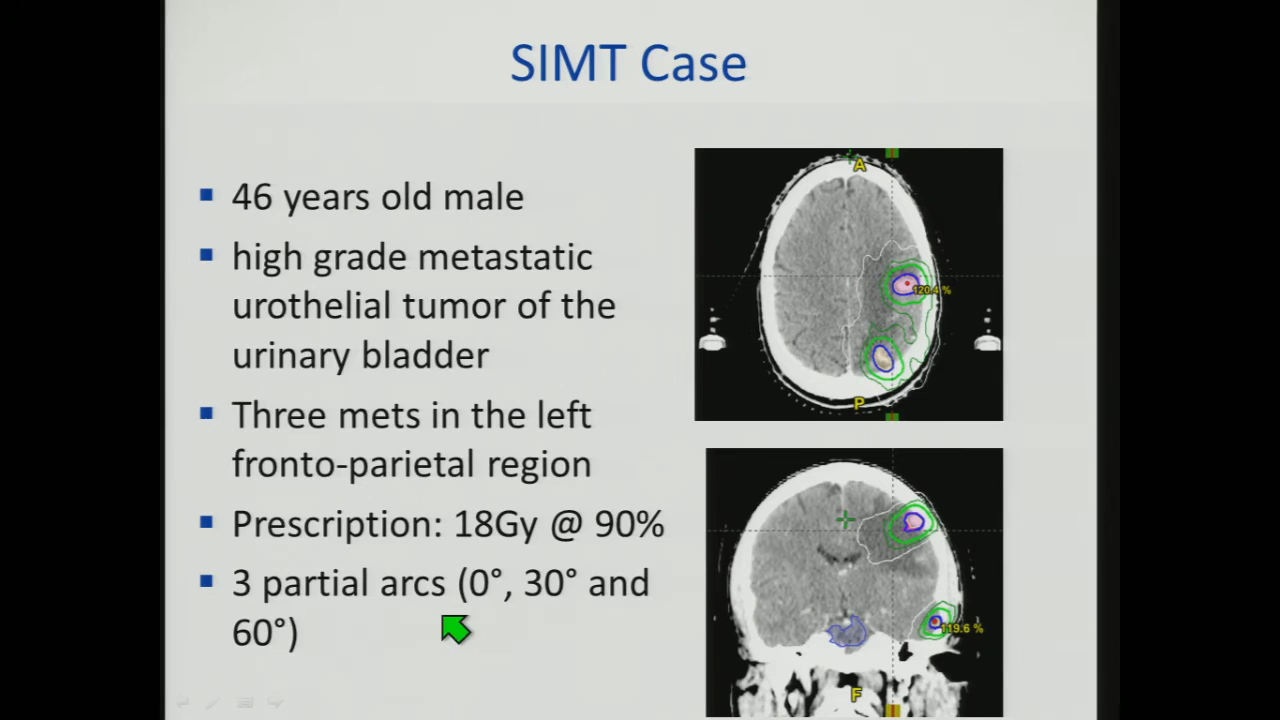 SIMT Case
46 years old male
high grade metastatic
urothelial tumor of the
urinary bladder
Three mets in the left
fronto-parietal region
Prescription: 18Gy @ 90%
3 partial arcs (0°, 30° and
60°)
A
120.4 %
P
119.6 %
F